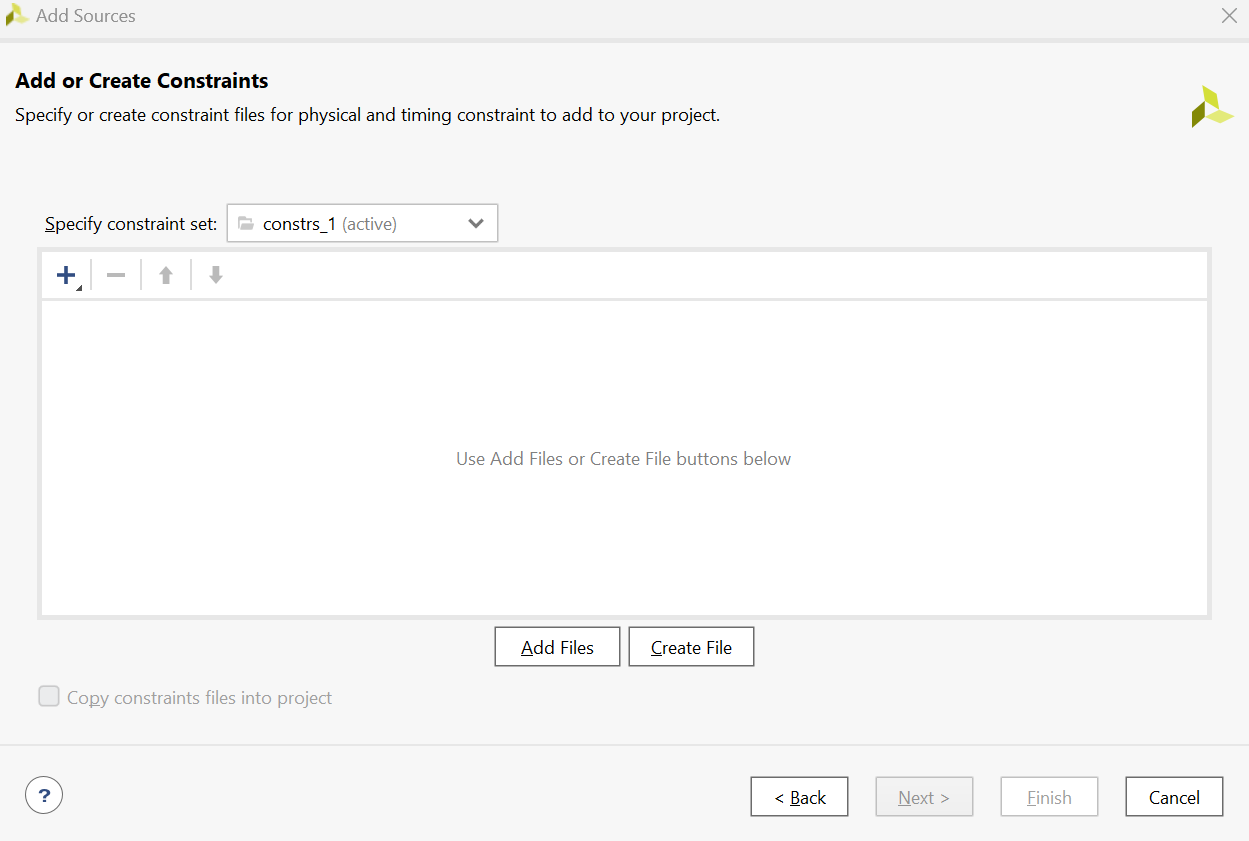 Add Sources
Add or Create Constraints
Specify or create constraint files for physical and timing constraint to add to your project.
Specify constraint set: constrs_1 (active)
Use Add Files or Create File buttons below
Add Files Create File
Copy constraints files into project
? < Back Next > Finish Cancel